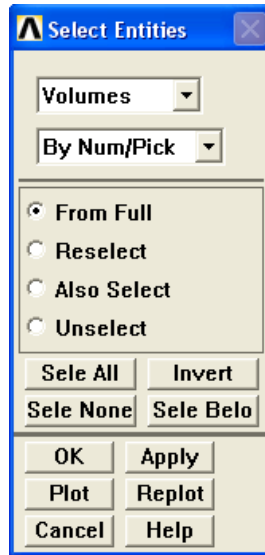 Select Entities
Volumes
By Num/Pick
From Full
Reselect
Also Select
Unselect
Sele All Invert
Sele None Sele Belo
OK Apply
Plot Replot
Cancel Help